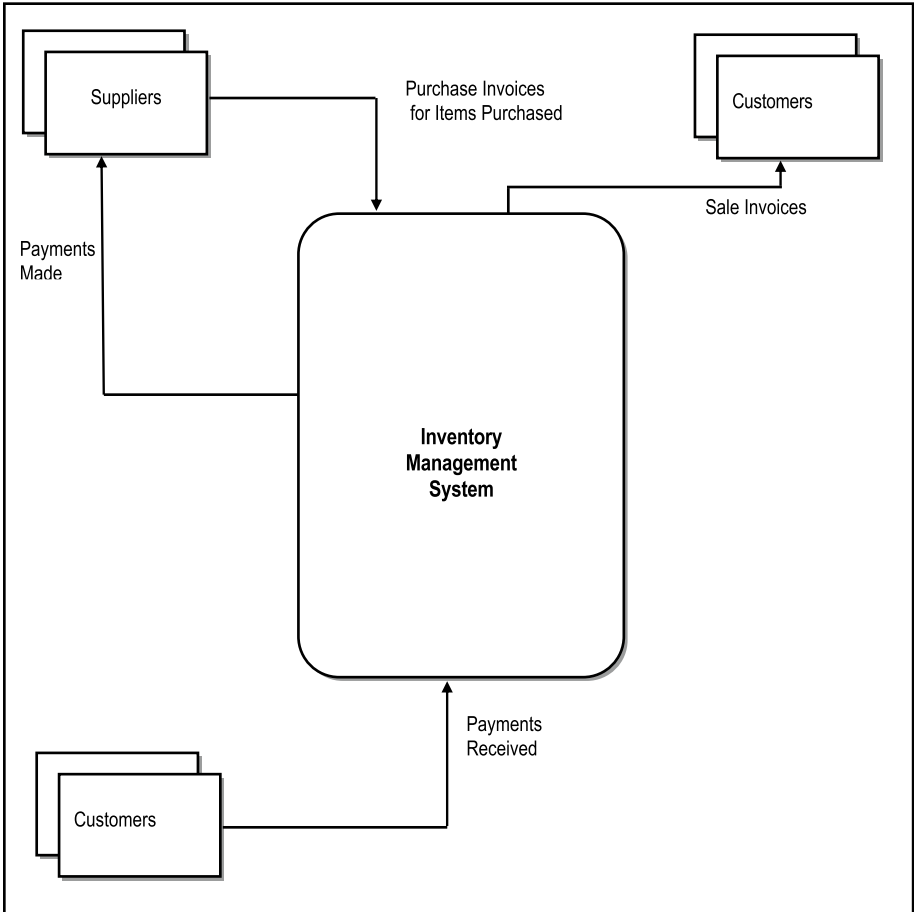 Suppliers
Purchase Invoices
for Items Purchased
Customers
Sale Invoices
Payments
Made
Inventory
Management
System
Payments
Received
Customers